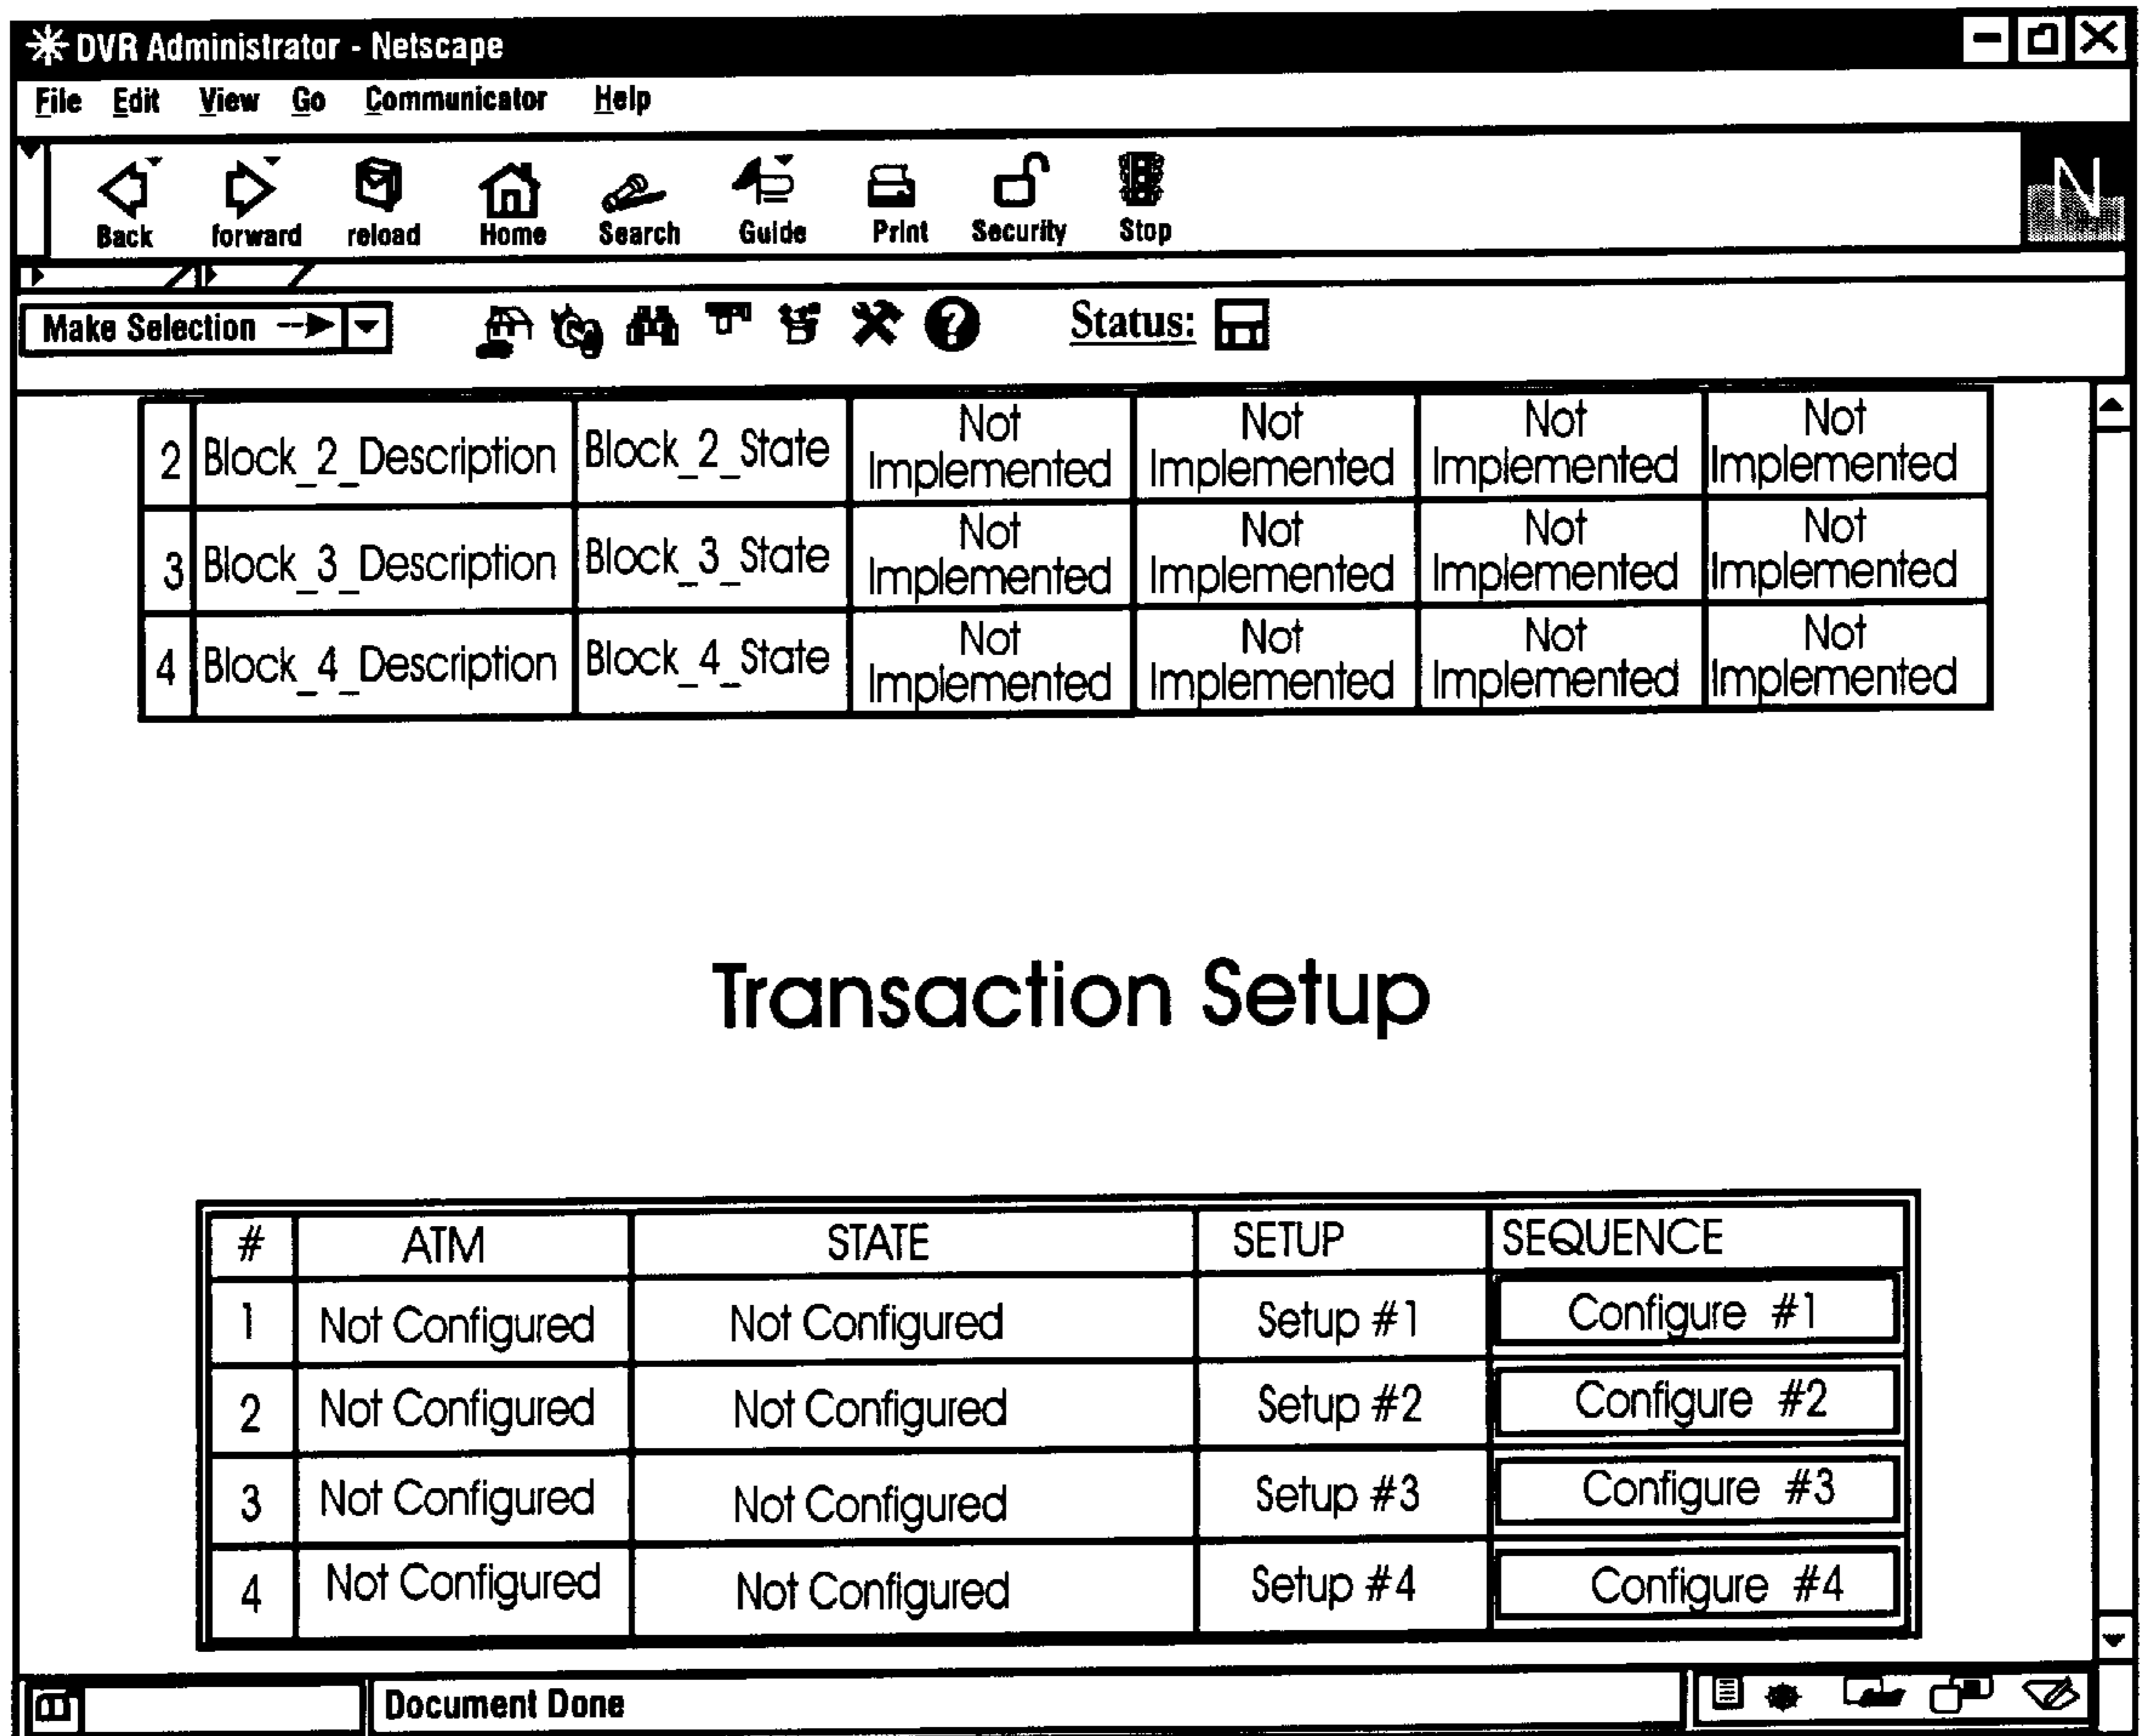 DVR Administrator - Netscape
File Edit View Go Communicator Help
Back forward reload Home Search Guide Print Security Stop
N
Make Selection Status:
2 Block_2_Description Block_2_State Not Implemented Not Implemented Not Implemented Not Implemented
3 Block_3_Description Block_3_State Not Implemented Not Implemented Not Implemented Not Implemented
4 Block_4_Description Block_4_State Not Implemented Not Implemented Not Implemented Not Implemented
Transaction Setup
# ATM STATE SETUP SEQUENCE
1 Not Configured Not Configured Setup #1 Configure #1
2 Not Configured Not Configured Setup #2 Configure #2
3 Not Configured Not Configured Setup #3 Configure #3
4 Not Configured Not Configured Setup #4 Configure #4
Document Done